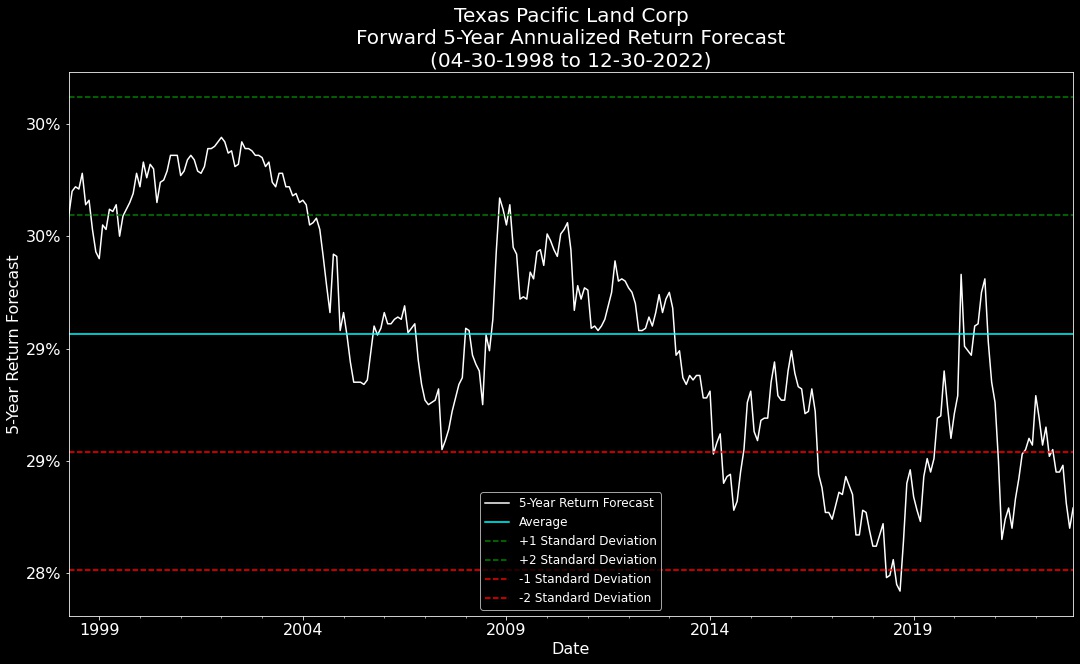 Texas Pacific Land Corp
Forward 5-Year Annualized Return Forecast
(04-30-1998 to 12-30-2022)
5-Year Return Forecast
30%
30%
29%
29%
28%
5-Year Return Forecast
Average
+1 Standard Deviation
+2 Standard Deviation
-1 Standard Deviation
-2 Standard Deviation
1999 2004 2009 2014 2019
Date